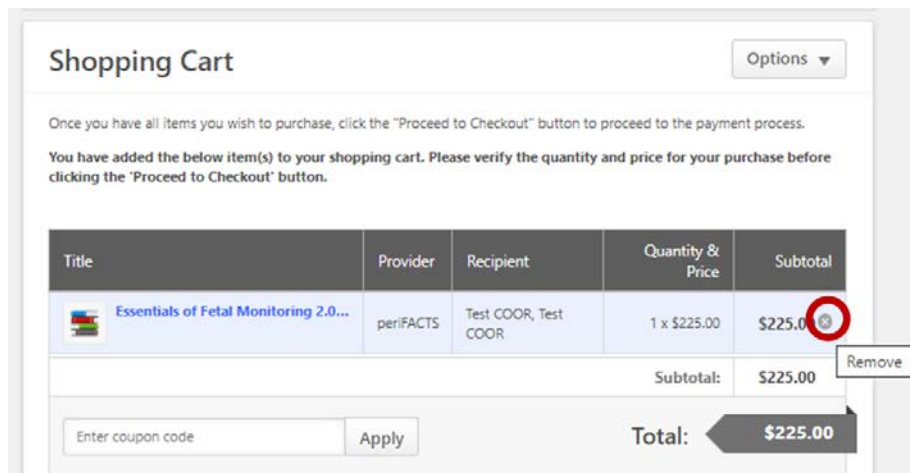 Shopping Cart
Options
Once you have all items you wish to purchase, click the "Proceed to Checkout" button to proceed to the payment process.
You have added the below item(s) to your shopping cart. Please verify the quantity and price for your purchase before
clicking the 'Proceed to Checkout' button.
Title Provider Recipient Quantity & Price Subtotal
Essentials of Fetal Monitoring 2.0...
periFACTS
Test COOR, Test
COOR
1 x $225.00
$225.00
Remove
Subtotal: $225.00
Enter coupon code
Apply
Total: $225.00